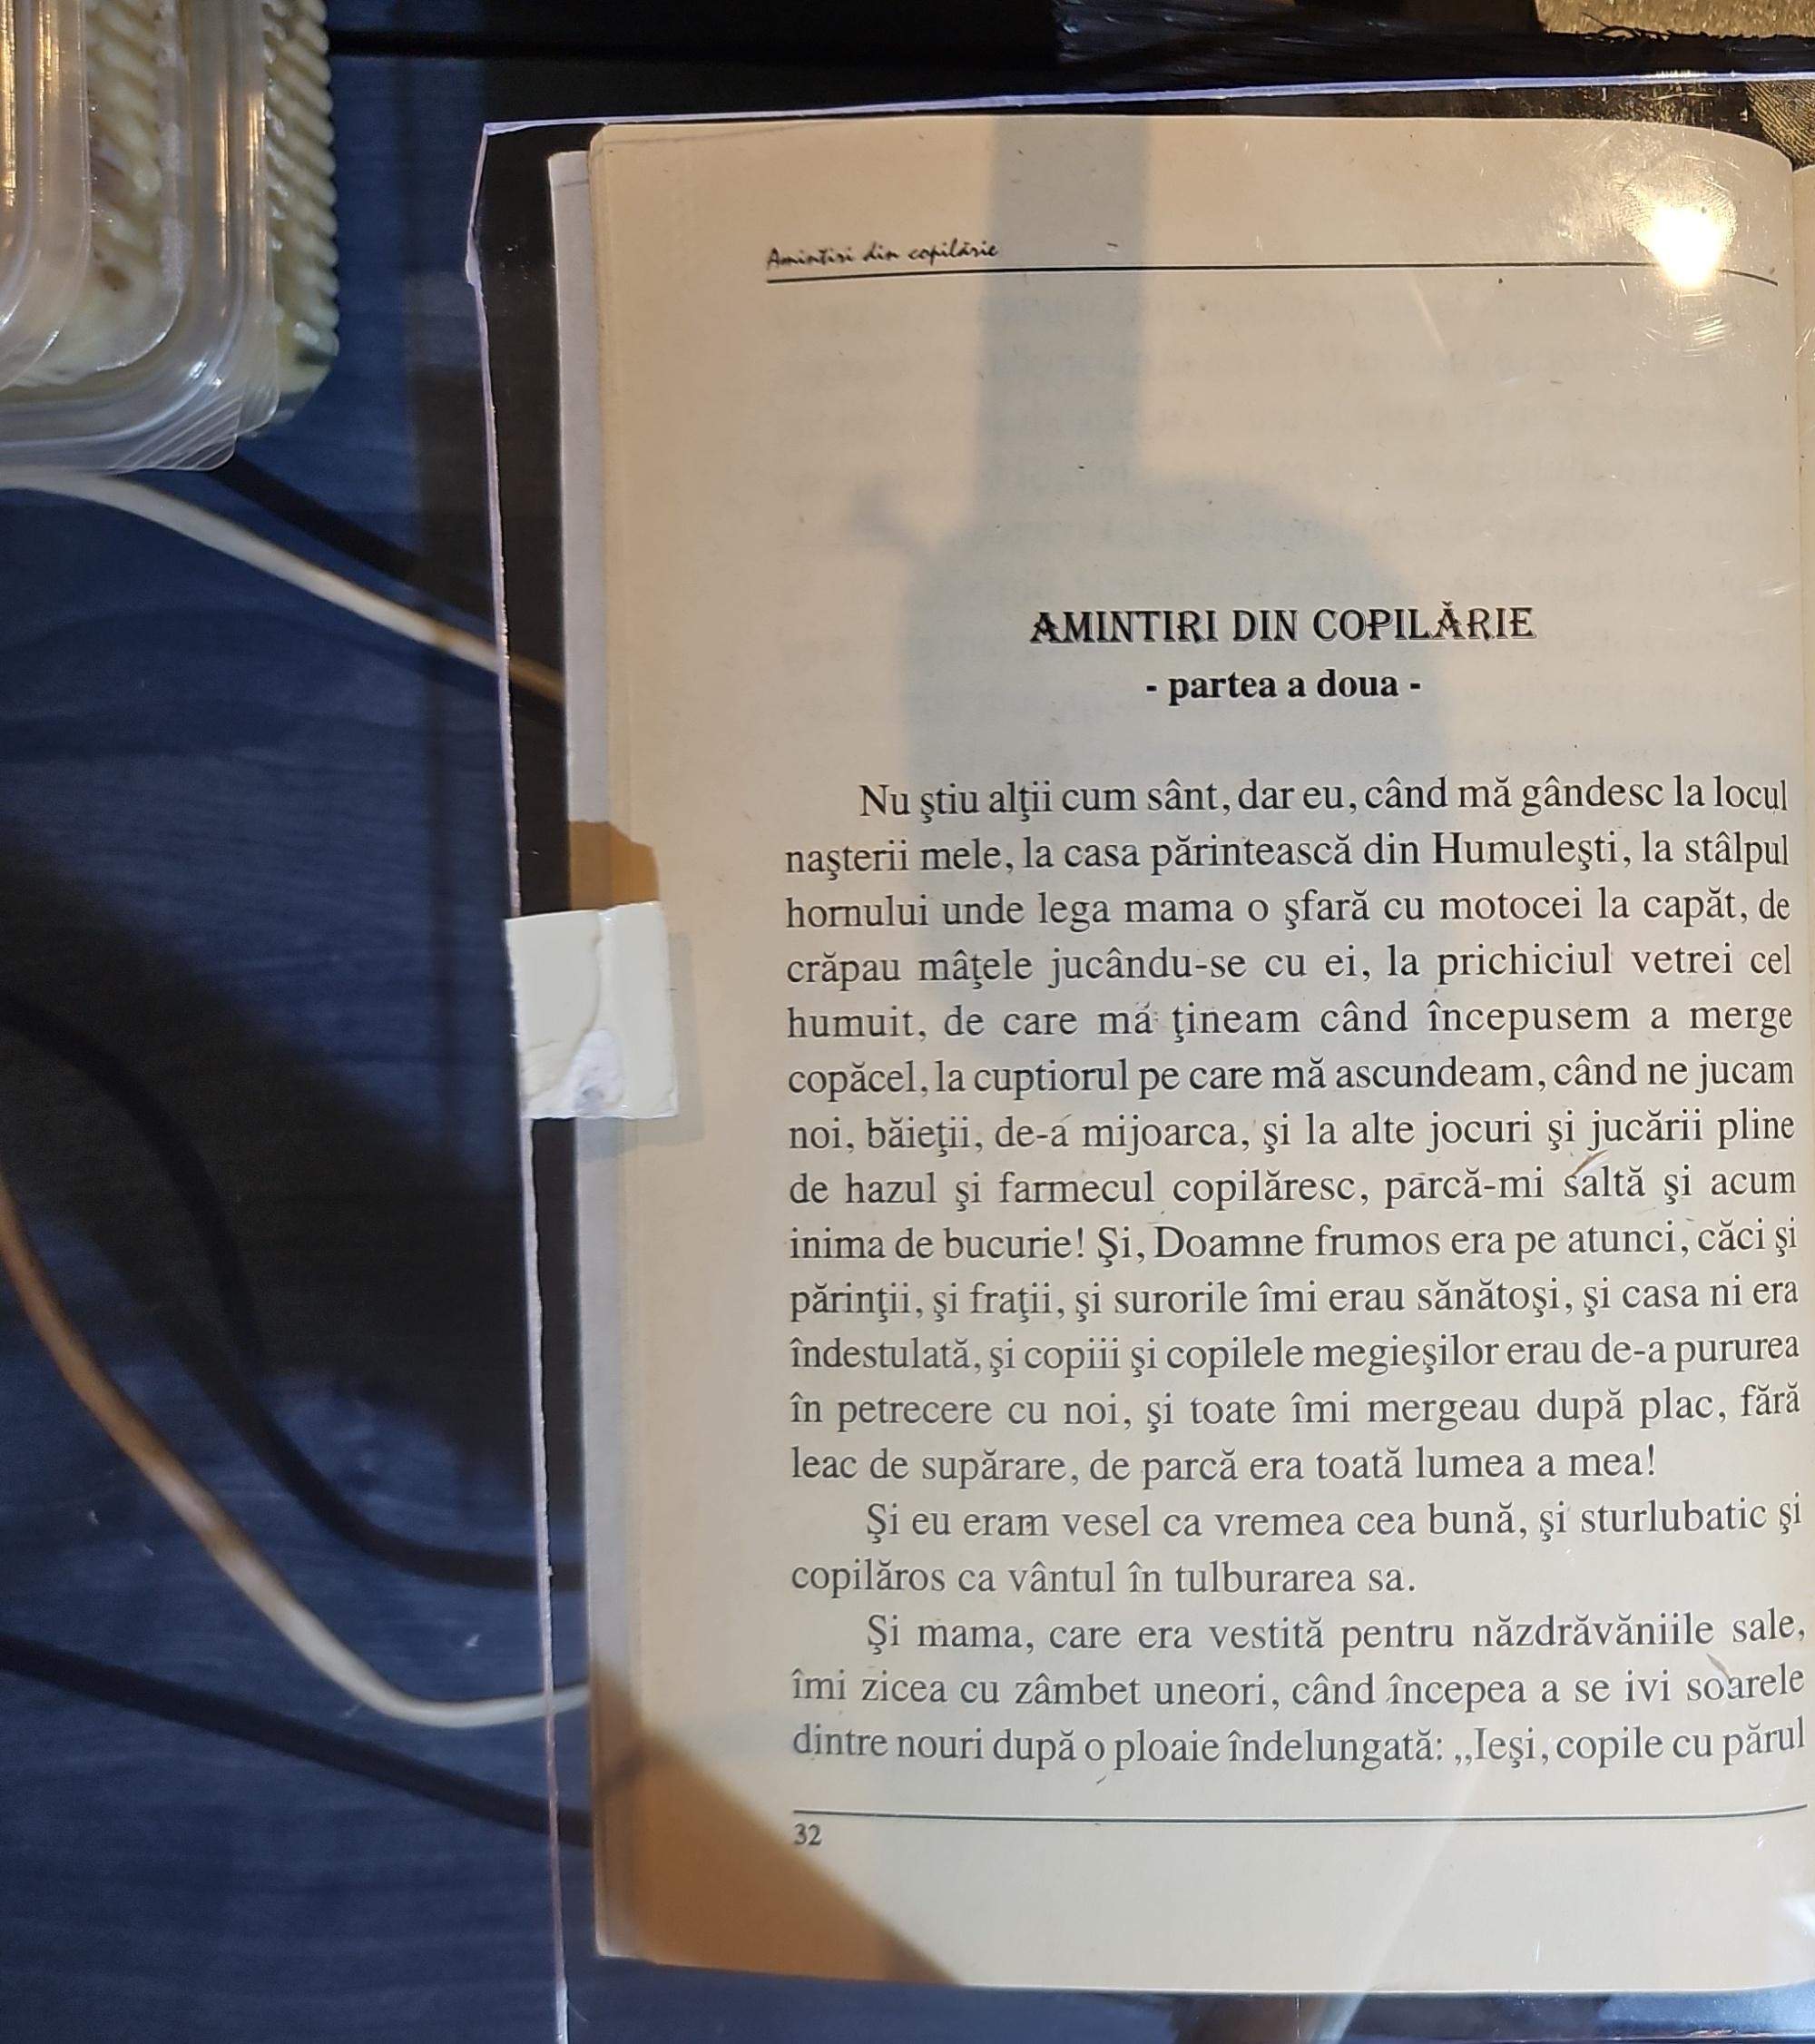 Amintiri din copilărie
AMINTIRI DIN COPILĂRIE
- partea a doua -
Nu ştiu alţii cum sânt, dar eu, când mă gândesc la locul
naşterii mele, la casa părintească din Humuleşti, la stâlpul
hornului unde lega mama o şfară cu motocei la capăt, de
crăpau mâţele jucându-se cu ei, la prichiciul vetrei cel
humuit, de care mă ţineam când începusem a merge
copăcel, la cuptiorul pe care mă ascundeam, când ne jucam
noi, băieţii, de-a mijoarca, şi la alte jocuri şi jucării pline
de hazul şi farmecul copilăresc, parcă-mi saltă şi acum
inima de bucurie! Şi, Doamne frumos era pe atunci, căci şi
părinţii, şi fraţii, şi surorile îmi erau sănătoşi, şi casa ni era
îndestulată, şi copiii şi copilele megieşilor erau de-a pururea
în petrecere cu noi, şi toate îmi mergeau după plac, fără
leac de supărare, de parcă era toată lumea a mea!
Şi eu eram vesel ca vremea cea bună, şi sturlubatic şi
copilăros ca vântul în tulburarea sa.
Şi mama, care era vestită pentru năzdrăvăniile sale,
îmi zicea cu zâmbet uneori, când începea a se ivi soarele
dintre nouri după o ploaie îndelungată: ,,Ieşi, copile cu părul
32